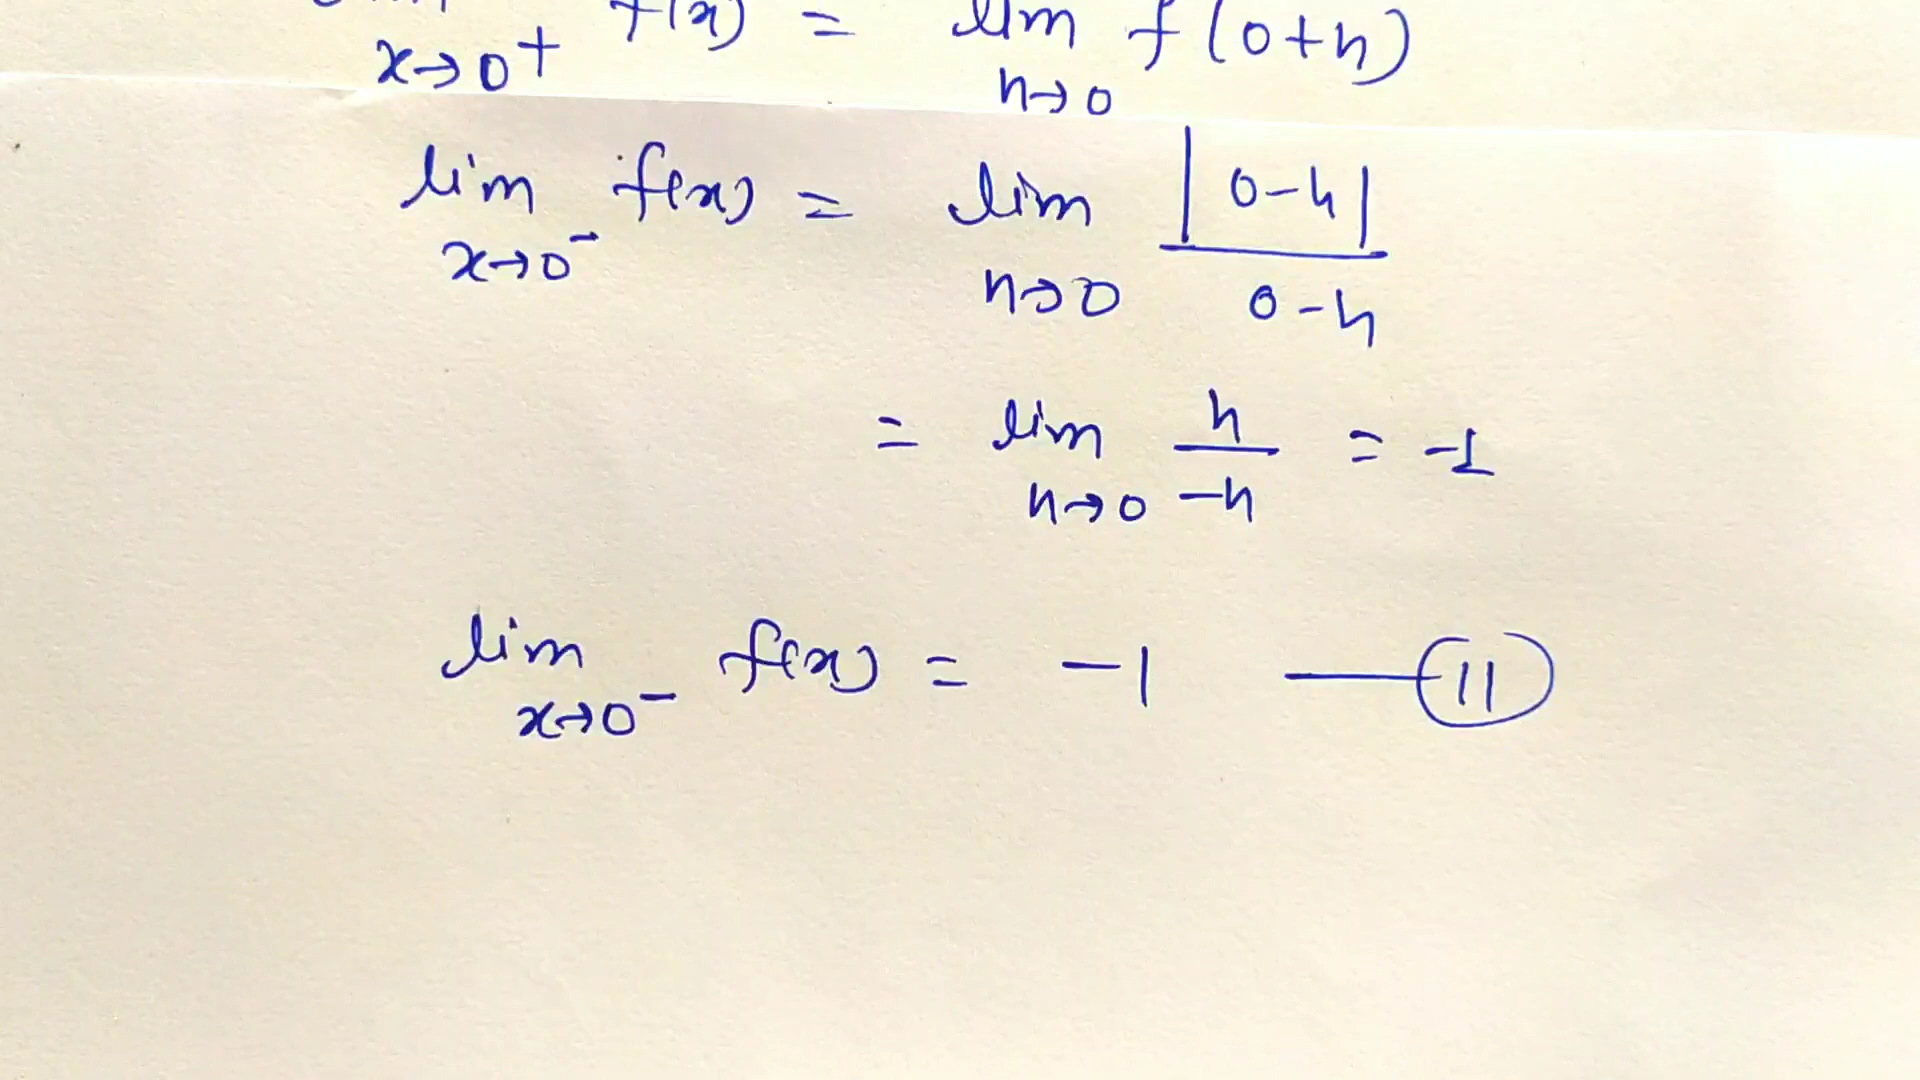 x→0+ f(x) = lim f(0+h)
h→0
lim f(x) = lim |0-h|
x→0⁻ h→0 0-h
= lim h = -1
h→0 -h
lim f(x) = -1 —(11)
x→0⁻